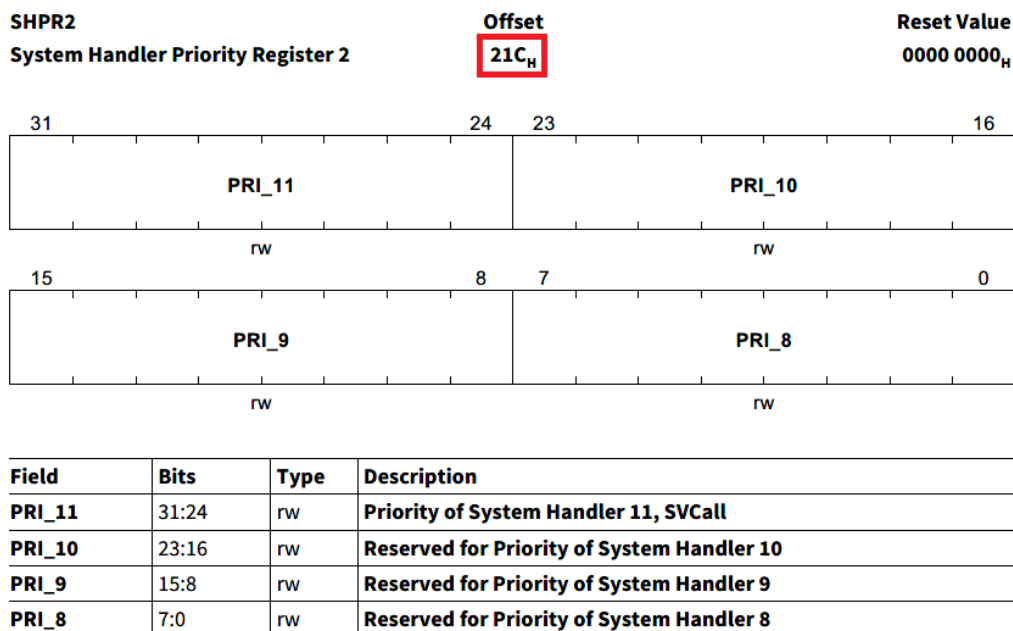 SHPR2 Offset Reset Value
System Handler Priority Register 2 21CH 0000 0000H
31 24 23 16
PRI_11 PRI_10
rw rw
15 8 7 0
PRI_9 PRI_8
rw rw
Field Bits Type Description
PRI_11 31:24 rw Priority of System Handler 11, SVCall
PRI_10 23:16 rw Reserved for Priority of System Handler 10
PRI_9 15:8 rw Reserved for Priority of System Handler 9
PRI_8 7:0 rw Reserved for Priority of System Handler 8